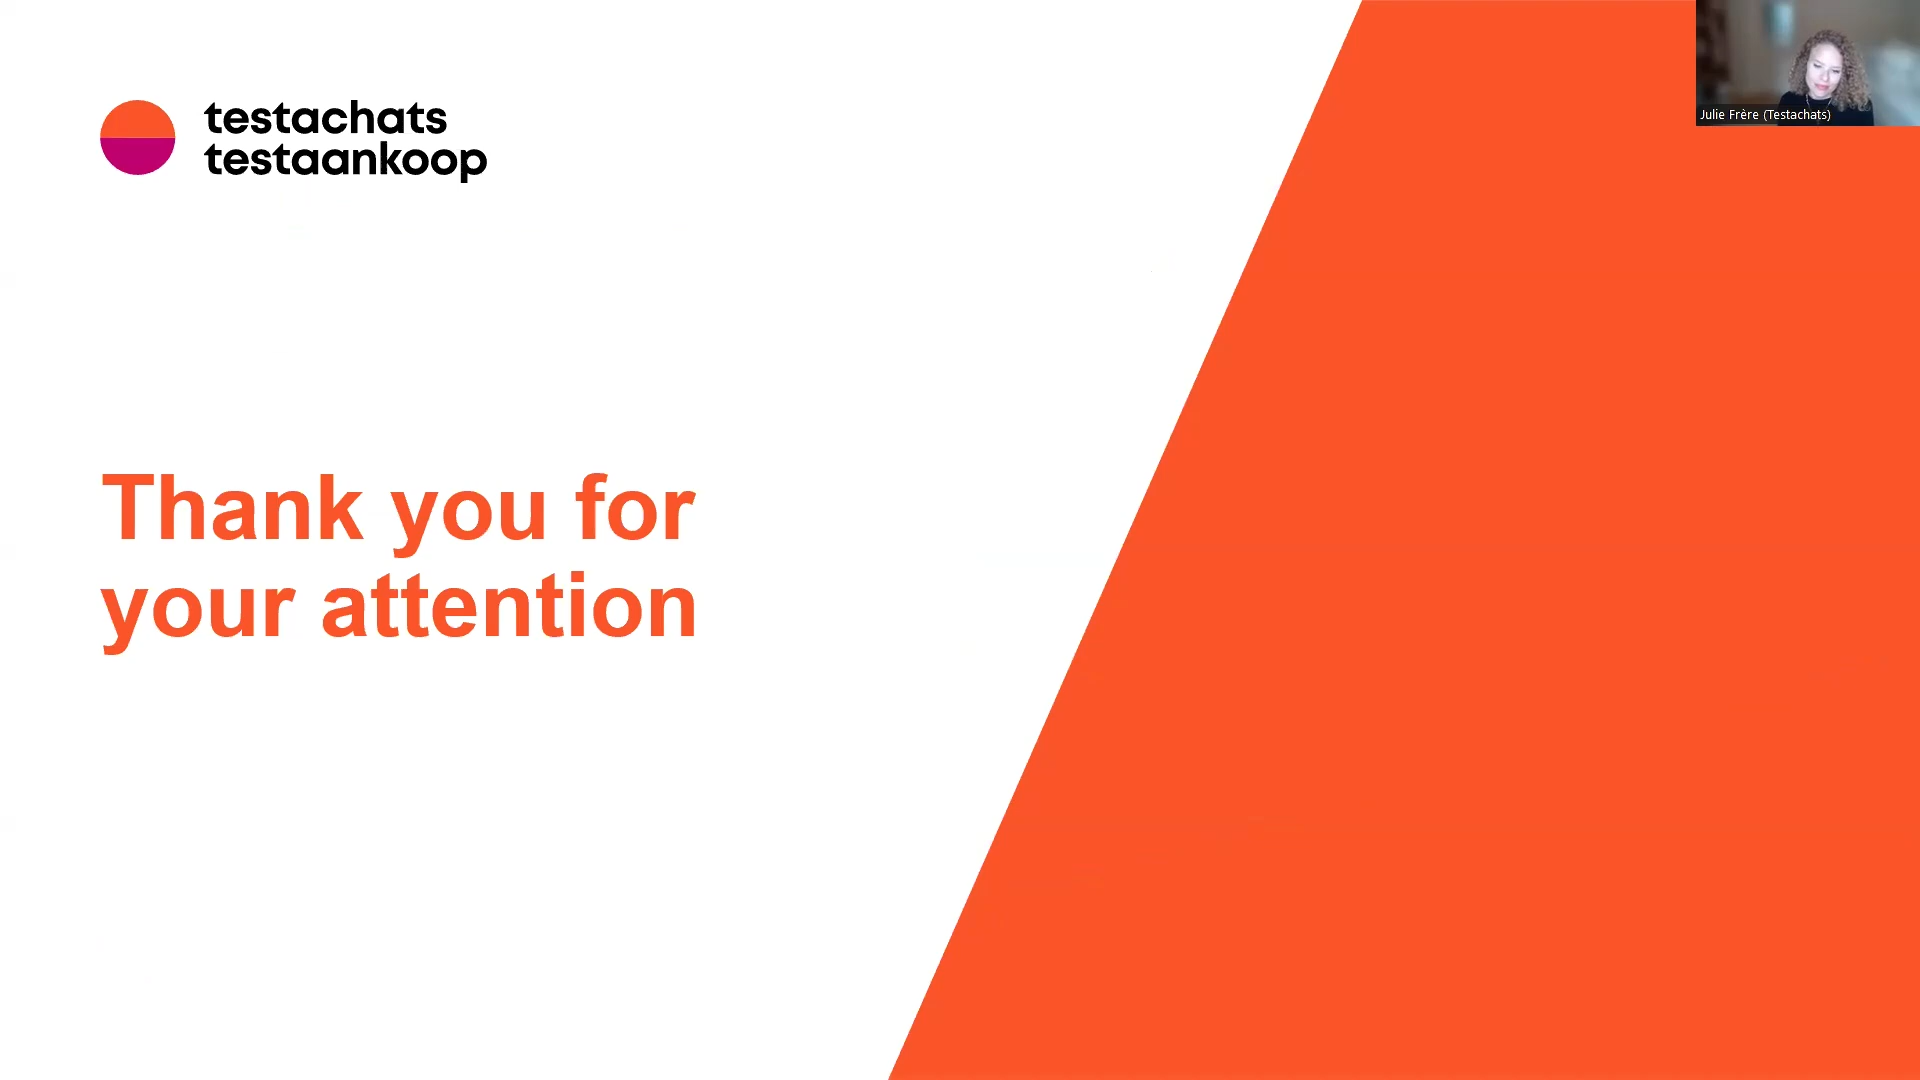 testachats
testaankoop
Thank you for
your attention
Julie Frère (Testachats)